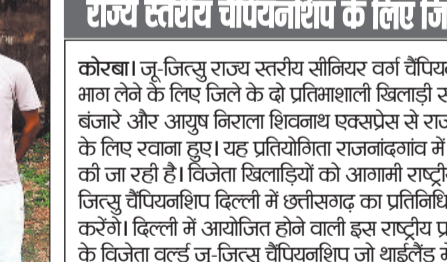 राज्य स्तरीय चैंपियनशिप के लिए
कोरबा। जू-जित्सु राज्य स्तरीय सीनियर वर्ग
भाग लेने के लिए जिले के दो प्रतिभाशाली खिलाड़ी
बंजारे और आयुष निराला शिवनाथ एक्सप्रेस से
के लिए रवाना हुए। यह प्रतियोगिता राजनांदगांव में
की जा रही है। विजेता खिलाड़ियों को आगामी
जित्सु चैंपियनशिप दिल्ली में छत्तीसगढ़ का
करेंगे। दिल्ली में आयोजित होने वाली इस राष्ट्रीय
के विजेता वर्ल्ड जू-जित्सु चैंपियनशिप जो थाईलैंड